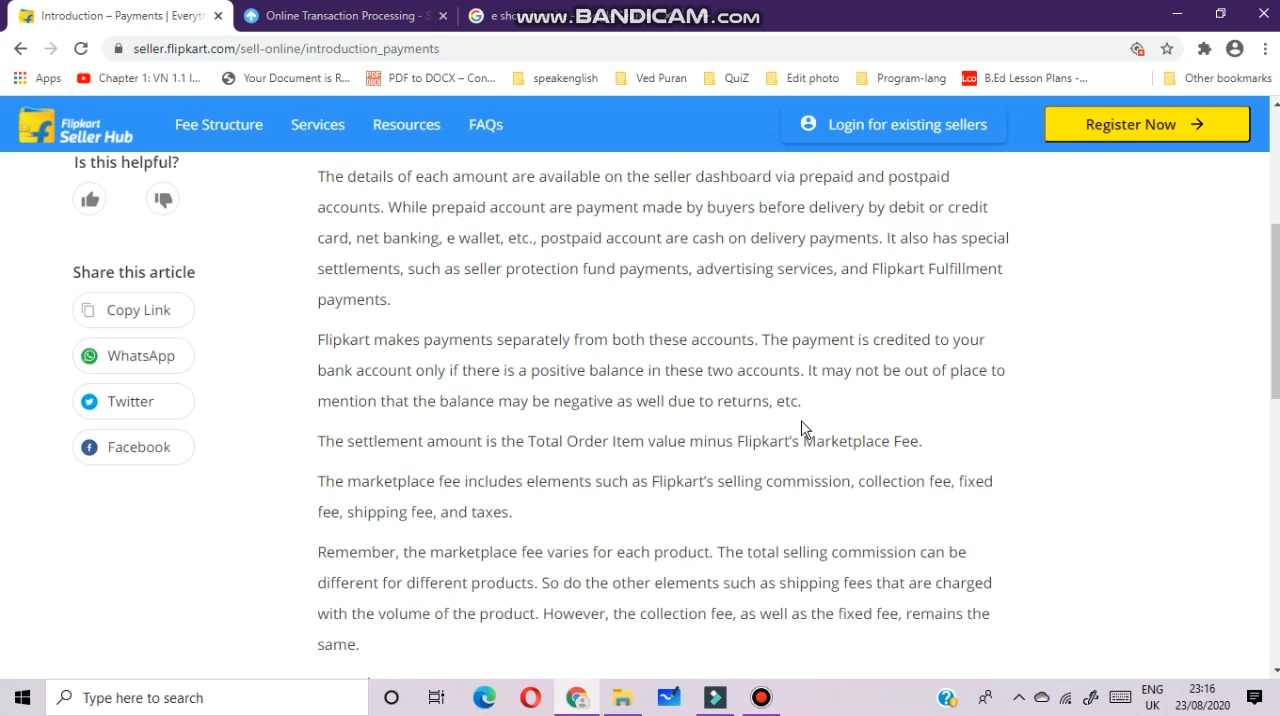 Introduction – Payments | Everyth
Online Transaction Processing - S
e sho
www.BANDICAM.com
seller.flipkart.com/sell-online/introduction_payments
Apps
Chapter 1: VN 1.1 I...
Your Document is R...
PDF to DOCX – Con...
speakenglish
Ved Puran
QuiZ
Edit photo
Program-lang
B.Ed Lesson Plans -...
Other bookmarks
Flipkart
Seller Hub
Fee Structure
Services
Resources
FAQs
Login for existing sellers
Register Now
Is this helpful?
Share this article
Copy Link
WhatsApp
Twitter
Facebook
The details of each amount are available on the seller dashboard via prepaid and postpaid
accounts. While prepaid account are payment made by buyers before delivery by debit or credit
card, net banking, e wallet, etc., postpaid account are cash on delivery payments. It also has special
settlements, such as seller protection fund payments, advertising services, and Flipkart Fulfillment
payments.
Flipkart makes payments separately from both these accounts. The payment is credited to your
bank account only if there is a positive balance in these two accounts. It may not be out of place to
mention that the balance may be negative as well due to returns, etc.
The settlement amount is the Total Order Item value minus Flipkart’s Marketplace Fee.
The marketplace fee includes elements such as Flipkart’s selling commission, collection fee, fixed
fee, shipping fee, and taxes.
Remember, the marketplace fee varies for each product. The total selling commission can be
different for different products. So do the other elements such as shipping fees that are charged
with the volume of the product. However, the collection fee, as well as the fixed fee, remains the
same.
Type here to search
ENG
UK
23:16
23/08/2020